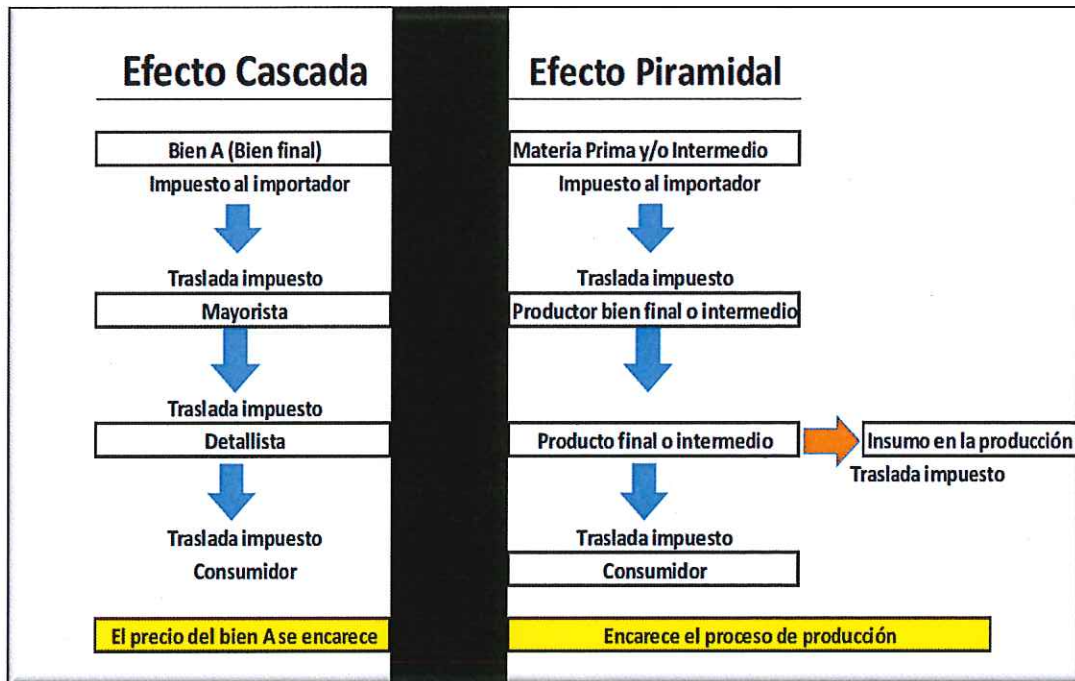 Efecto Cascada
Bien A (Bien final)
Impuesto al importador
Traslada impuesto
Mayorista
Traslada impuesto
Detallista
Traslada impuesto
Consumidor
El precio del bien A se encarece
Efecto Piramidal
Materia Prima y/o Intermedio
Impuesto al importador
Traslada impuesto
Productor bien final o intermedio
Producto final o intermedio
Insumo en la producción
Traslada impuesto
Traslada impuesto
Consumidor
Encarece el proceso de producción